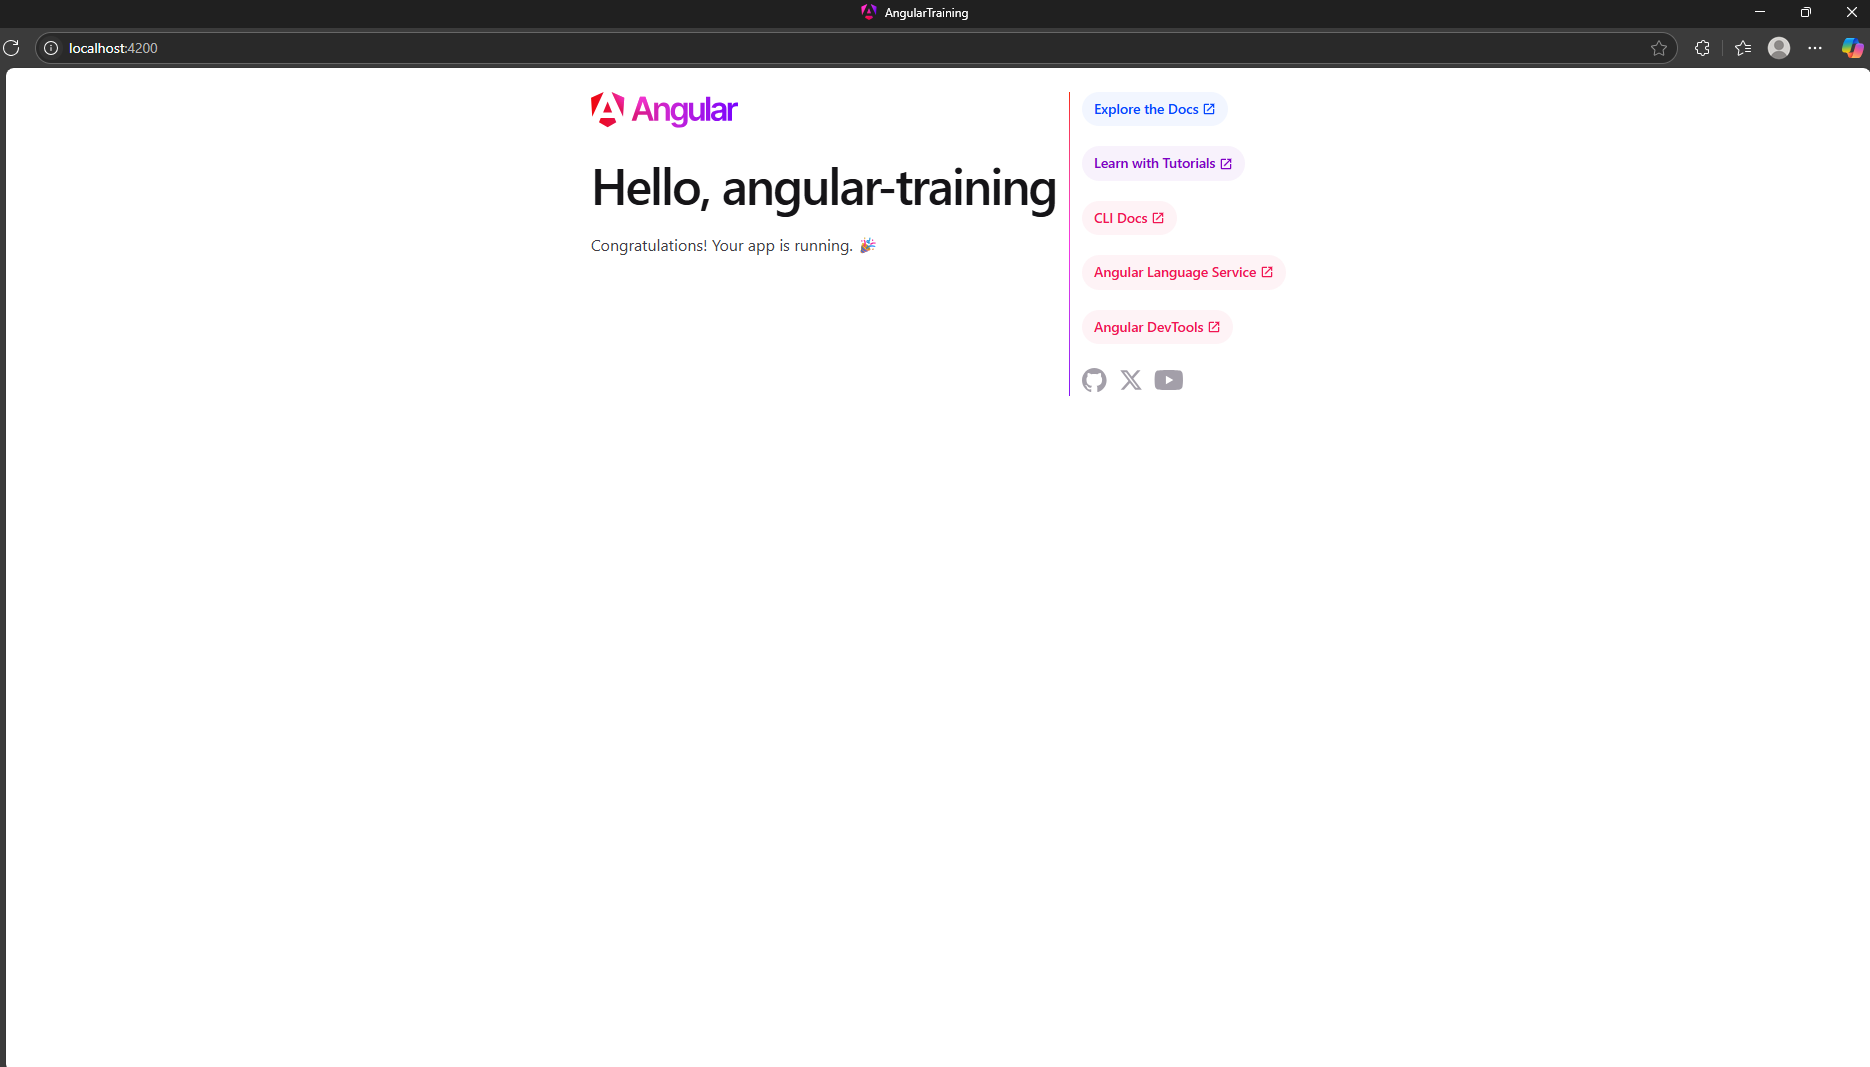 AngularTraining
localhost:4200
Angular
Hello, angular-training
Congratulations! Your app is running. 🎉
Explore the Docs
Learn with Tutorials
CLI Docs
Angular Language Service
Angular DevTools